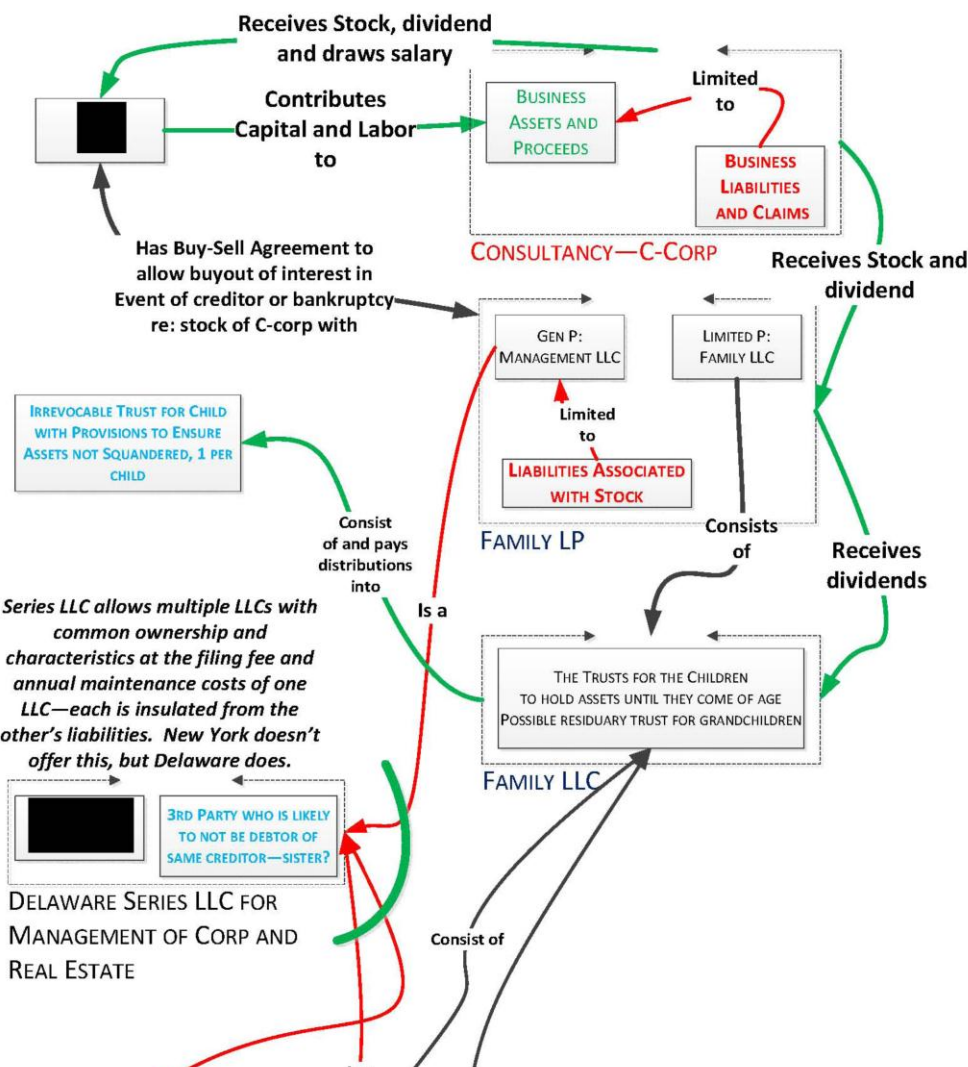 Receives Stock, dividend
and draws salary
Contributes
Capital and Labor
to
BUSINESS
ASSETS AND
PROCEEDS
Limited
to
BUSINESS
LIABILITIES
AND CLAIMS
CONSULTANCY—C-CORP
Has Buy-Sell Agreement to
allow buyout of interest in
Event of creditor or bankruptcy
re: stock of C-corp with
Receives Stock and
dividend
GEN P:
MANAGEMENT LLC
LIMITED P:
FAMILY LLC
Limited
to
LIABILITIES ASSOCIATED
WITH STOCK
FAMILY LP
IRREVOCABLE TRUST FOR CHILD
WITH PROVISIONS TO ENSURE
ASSETS NOT SQUANDERED, 1 PER
CHILD
Consist
of and pays
distributions
into
Consists
of
Receives
dividends
Is a
Series LLC allows multiple LLCs with
common ownership and
characteristics at the filing fee and
annual maintenance costs of one
LLC—each is insulated from the
other's liabilities. New York doesn't
offer this, but Delaware does.
THE TRUSTS FOR THE CHILDREN
TO HOLD ASSETS UNTIL THEY COME OF AGE
POSSIBLE RESIDUARY TRUST FOR GRANDCHILDREN
FAMILY LLC
3RD PARTY WHO IS LIKELY
TO NOT BE DEBTOR OF
SAME CREDITOR—SISTER?
DELAWARE SERIES LLC FOR
MANAGEMENT OF CORP AND
REAL ESTATE
Consist of